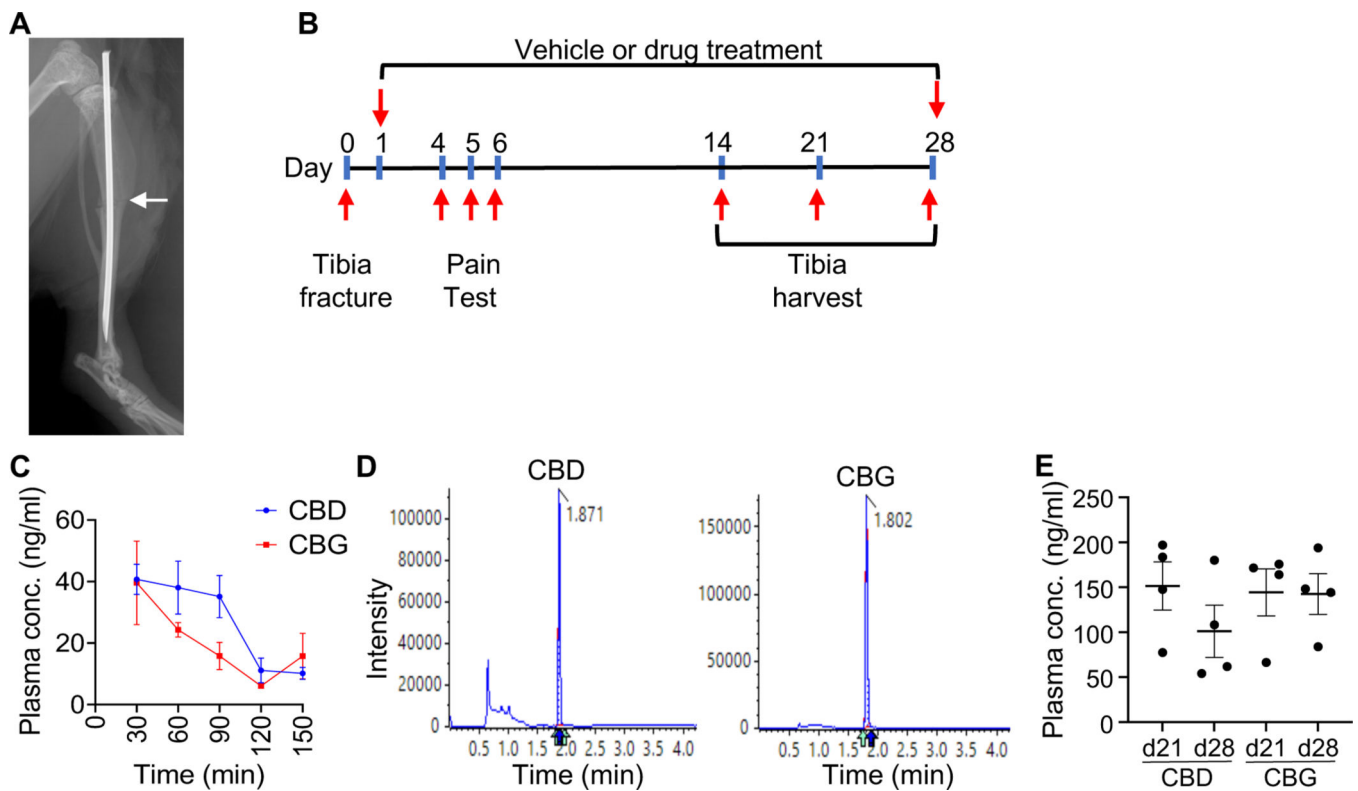 A
B
Vehicle or drug treatment
0 1 4 5 6 14 21 28
Day
Tibia
fracture
Pain
Test
Tibia
harvest
C
CBD
CBG
Plasma conc. (ng/ml)
60
40
20
0
0 30 60 90 120 150
Time (min)
D
CBD
1.871
Intensity
100000
80000
60000
40000
20000
0
0.5 1.0 1.5 2.0 2.5 3.0 3.5 4.0
Time (min)
CBG
1.802
150000
100000
50000
0
0.5 1.0 1.5 2.0 2.5 3.0 3.5 4.0
Time (min)
E
Plasma conc. (ng/ml)
250
200
150
100
50
0
d21 d28 d21 d28
CBD CBG